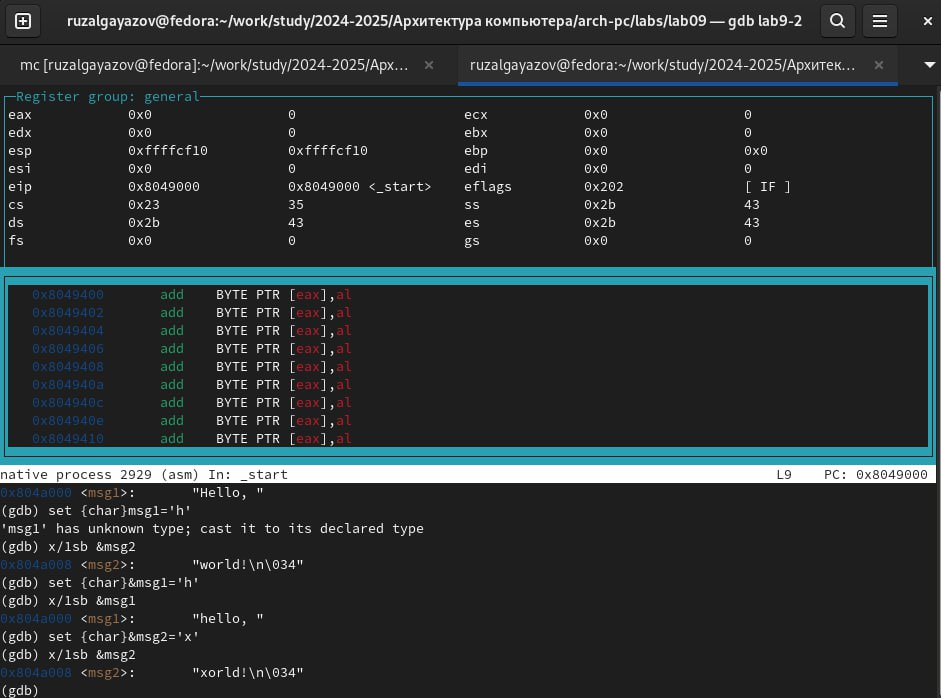 ruzalgayazov@fedora:~/work/study/2024-2025/Архитектура компьютера/arch-pc/labs/lab09 — gdb lab9-2
mc [ruzalgayazov@fedora]:~/work/study/2024-2025/Арх...
ruzalgayazov@fedora:~/work/study/2024-2025/Архитек...
Register group: general
eax 0x0 0 ecx 0x0 0
edx 0x0 0 ebx 0x0 0
esp 0xffffcf10 0xffffcf10 ebp 0x0 0x0
esi 0x0 0 edi 0x0 0
eip 0x8049000 0x8049000 <_start> eflags 0x202 [ IF ]
cs 0x23 35 ss 0x2b 43
ds 0x2b 43 es 0x2b 43
fs 0x0 0 gs 0x0 0
0x8049400 add BYTE PTR [eax],al
0x8049402 add BYTE PTR [eax],al
0x8049404 add BYTE PTR [eax],al
0x8049406 add BYTE PTR [eax],al
0x8049408 add BYTE PTR [eax],al
0x804940a add BYTE PTR [eax],al
0x804940c add BYTE PTR [eax],al
0x804940e add BYTE PTR [eax],al
0x8049410 add BYTE PTR [eax],al
native process 2929 (asm) In: _start L9 PC: 0x8049000
0x804a000 <msg1>: "Hello, "
(gdb) set {char}msg1='h'
'msg1' has unknown type; cast it to its declared type
(gdb) x/1sb &msg2
0x804a008 <msg2>: "world!\n\034"
(gdb) set {char}&msg1='h'
(gdb) x/1sb &msg1
0x804a000 <msg1>: "hello, "
(gdb) set {char}&msg2='x'
(gdb) x/1sb &msg2
0x804a008 <msg2>: "xorld!\n\034"
(gdb)